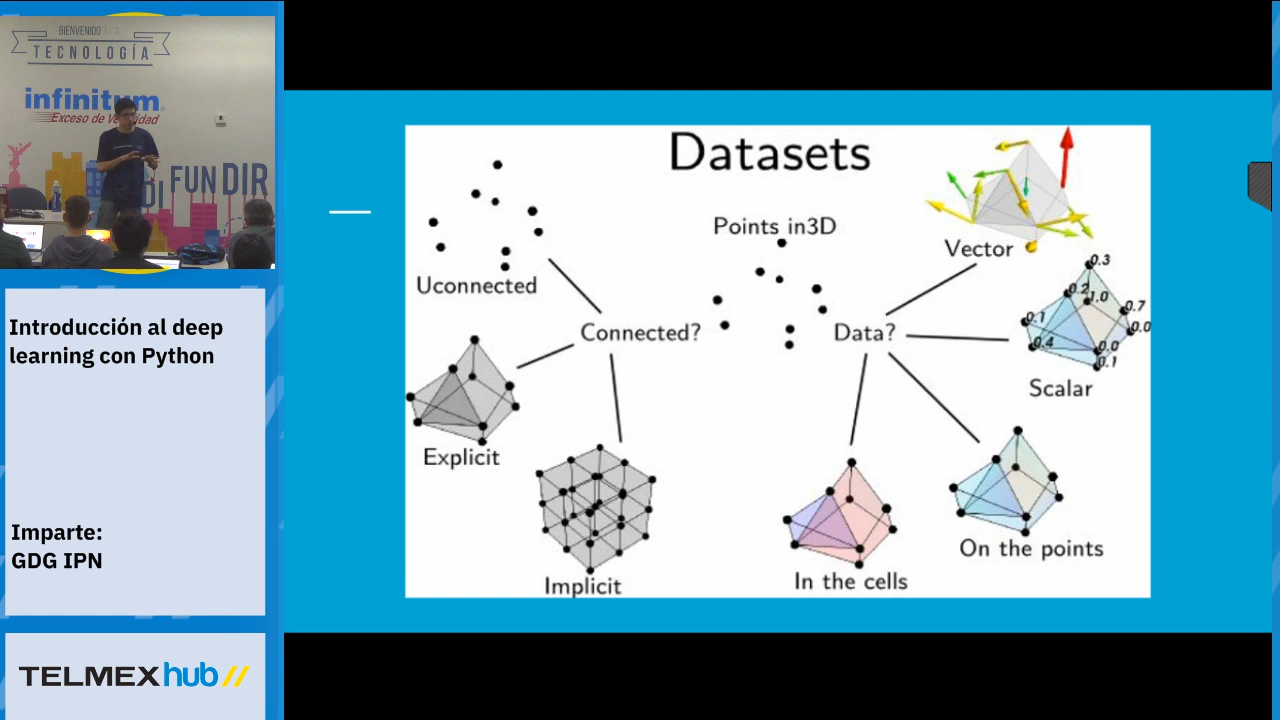 BIENVENIDO A LA
TECNOLOGÍA
infinitum
Exceso de Velocidad
FUNDIR
Introducción al deep
learning con Python
Imparte:
GDG IPN
TELMEXhub//
Datasets
Uconnected
Connected?
Explicit
Implicit
Points in3D
Data?
Vector
0.3
0.2
1.0
0.7
0.1
0.0
0.4
0.0
0.1
Scalar
On the points
In the cells